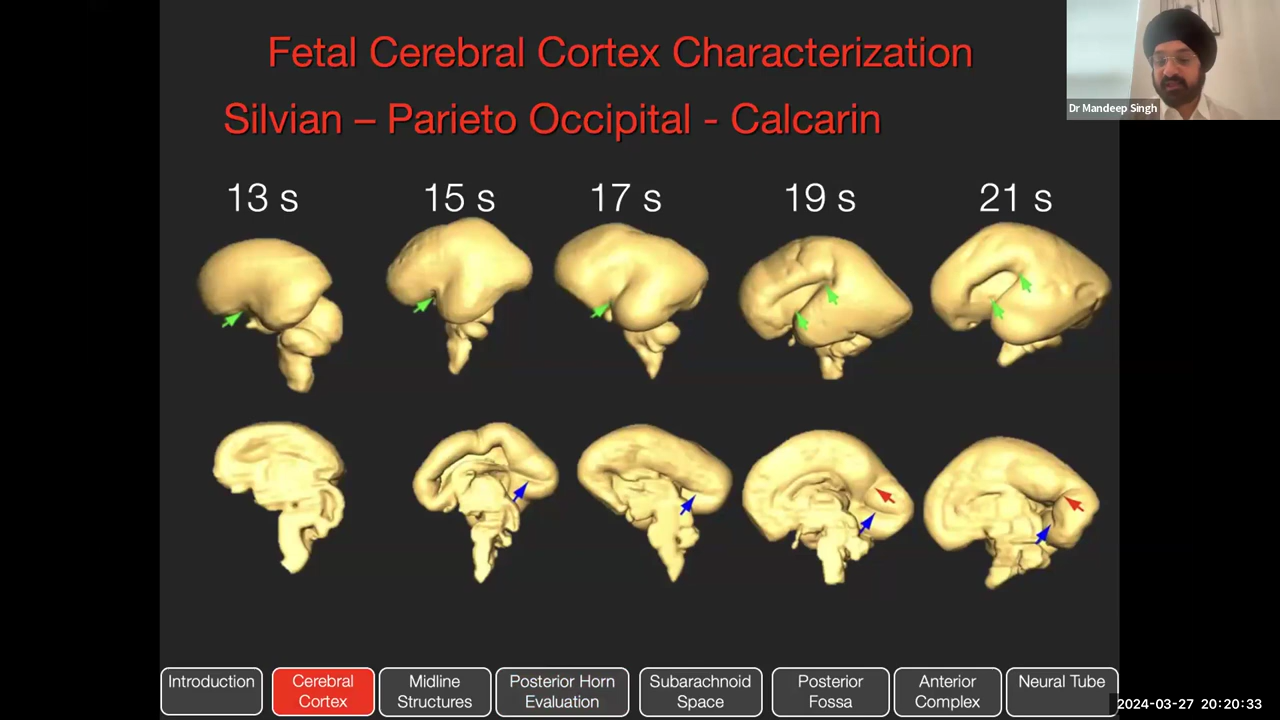 Fetal Cerebral Cortex Characterization
Silvian – Parieto Occipital - Calcarin
Dr Mandeep Singh
13 s 15 s 17 s 19 s 21 s
Introduction
Cerebral
Cortex
Midline
Structures
Posterior Horn
Evaluation
Subarachnoid
Space
Posterior
Fossa
Anterior
Complex
Neural Tube
2024-03-27 20:20:33